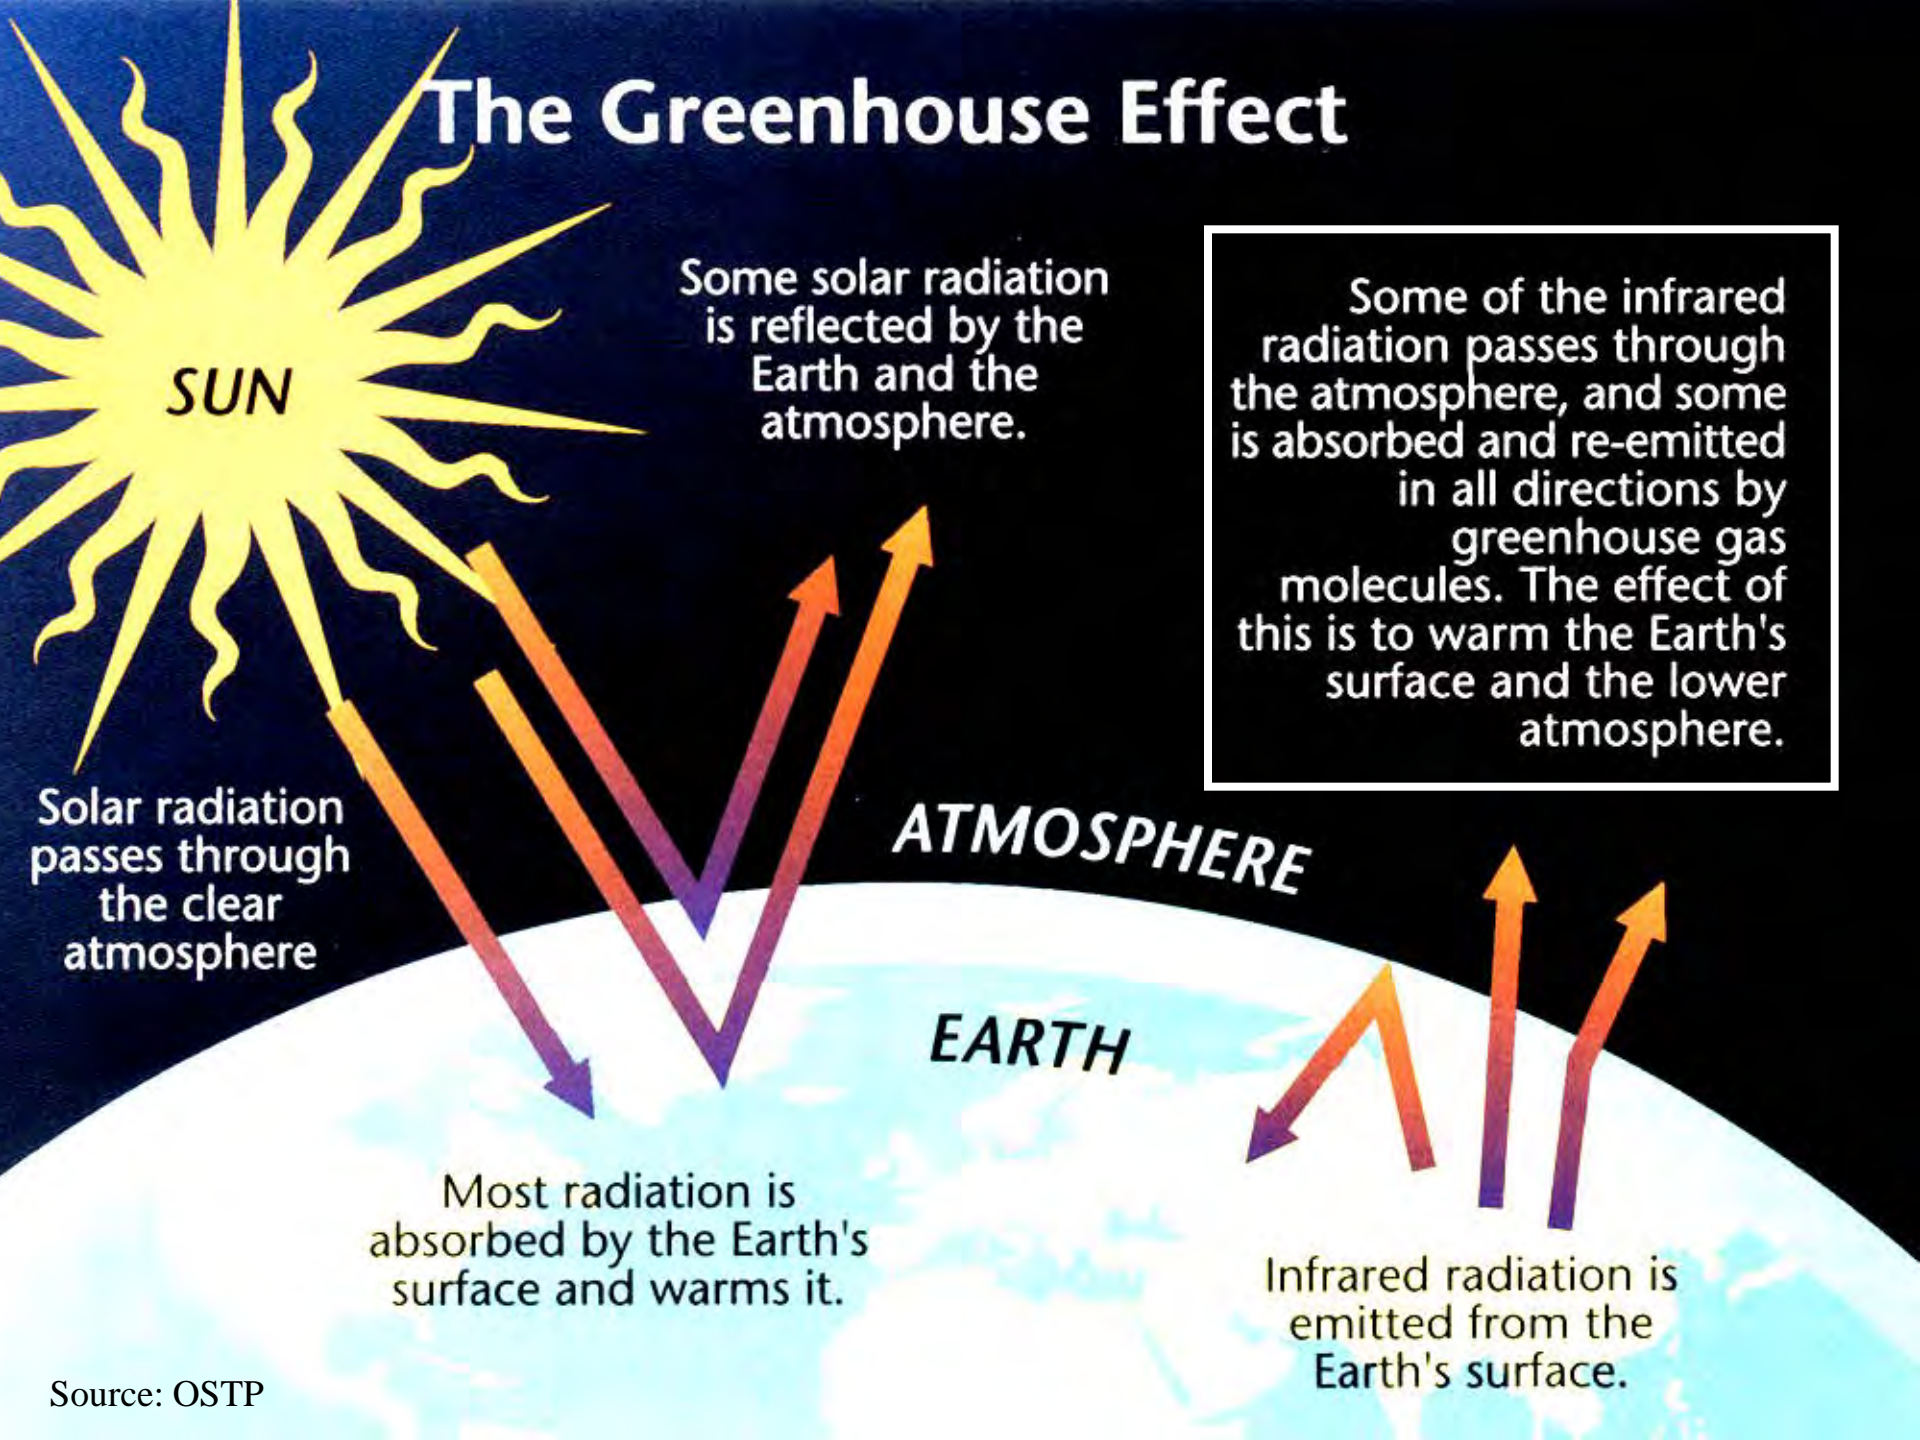 The Greenhouse Effect
Some solar radiation
is reflected by the
Earth and the
atmosphere.
Some of the infrared
radiation passes through
the atmosphere, and some
is absorbed and re-emitted
in all directions by
greenhouse gas
molecules. The effect of
this is to warm the Earth's
surface and the lower
atmosphere.
SUN
Solar radiation
passes through
the clear
atmosphere
ATMOSPHERE
EARTH
Most radiation is
absorbed by the Earth's
surface and warms it.
Infrared radiation is
emitted from the
Earth's surface.
Source: OSTP